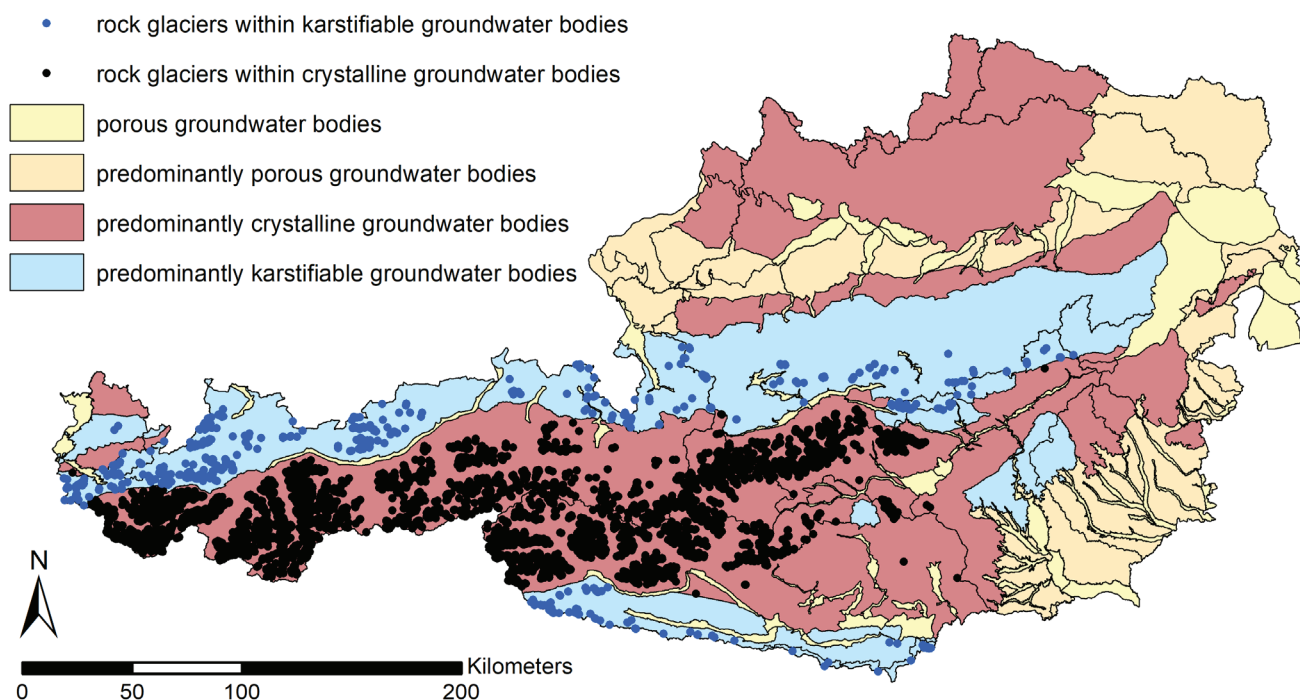 rock glaciers within karstifiable groundwater bodies
rock glaciers within crystalline groundwater bodies
porous groundwater bodies
predominantly porous groundwater bodies
predominantly crystalline groundwater bodies
predominantly karstifiable groundwater bodies
N
Kilometers
0 50 100 200